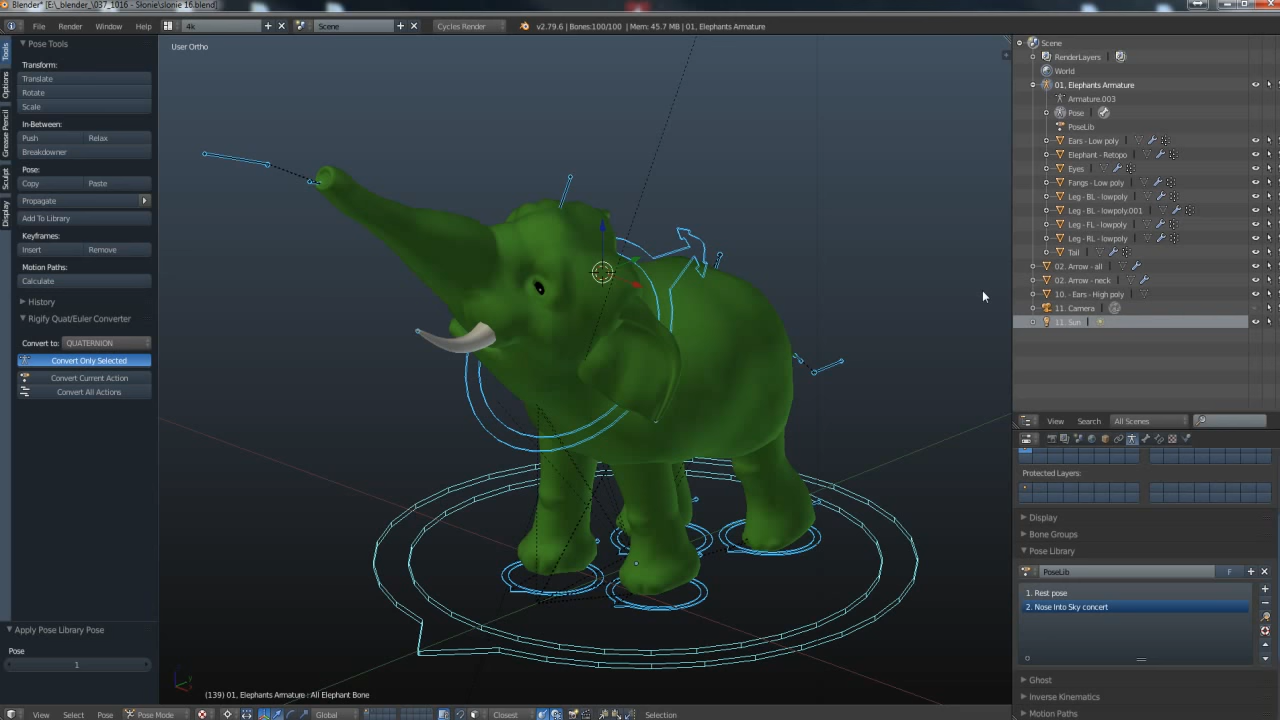 Blender* [E:\_blender_\037_1016 - Słonie\slonie 16.blend]
File Render Window Help 4k Scene Cycles Render v2.79.6 | Bones:100/100 | Mem: 45.7 MB | 01, Elephants Armature
Tools
Options
Grease Pencil
Sculpt
Display
Pose Tools
Transform:
Translate
Rotate
Scale
In-Between:
Push Relax
Breakdowner
Pose:
Copy Paste
Propagate
Add To Library
Keyframes:
Insert Remove
Motion Paths:
Calculate
History
Rigify Quat/Euler Converter
Convert to: QUATERNION
Convert Only Selected
Convert Current Action
Convert All Actions
Apply Pose Library Pose
Pose
1
User Ortho
(139) 01, Elephants Armature : All Elephant Bone
View Select Pose Pose Mode Global Closest Selection
Scene
RenderLayers
World
01, Elephants Armature
Armature.003
Pose
PoseLib
Ears - Low poly
Elephant - Retopo
Eyes
Fangs - Low poly
Leg - BL - lowpoly
Leg - BL - lowpoly.001
Leg - FL - lowpoly
Leg - RL - lowpoly
Tail
02. Arrow - all
02. Arrow - neck
10. - Ears - High poly
11. Camera
11. Sun
View Search All Scenes
Protected Layers:
Display
Bone Groups
Pose Library
PoseLib F
1. Rest pose
2. Nose Into Sky concert
Ghost
Inverse Kinematics
Motion Paths